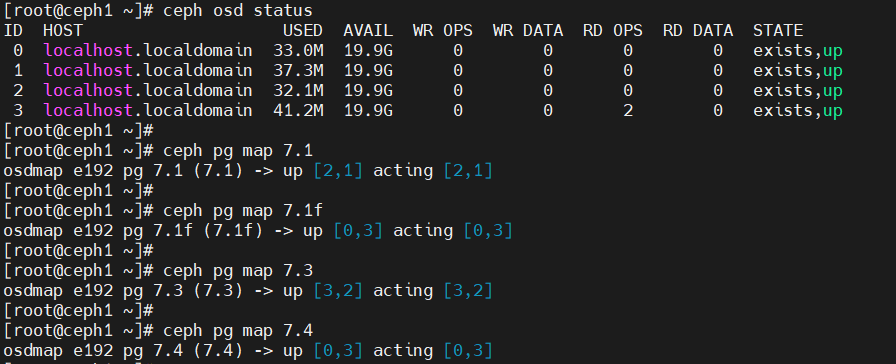 [root@ceph1 ~]# ceph osd status
ID  HOST                    USED  AVAIL  WR OPS  WR DATA  RD OPS  RD DATA  STATE
 0  localhost.localdomain  33.0M  19.9G      0        0       0        0   exists,up
 1  localhost.localdomain  37.3M  19.9G      0        0       0        0   exists,up
 2  localhost.localdomain  32.1M  19.9G      0        0       0        0   exists,up
 3  localhost.localdomain  41.2M  19.9G      0        0       2        0   exists,up
[root@ceph1 ~]#
[root@ceph1 ~]# ceph pg map 7.1
osdmap e192 pg 7.1 (7.1) -> up [2,1] acting [2,1]
[root@ceph1 ~]#
[root@ceph1 ~]# ceph pg map 7.1f
osdmap e192 pg 7.1f (7.1f) -> up [0,3] acting [0,3]
[root@ceph1 ~]#
[root@ceph1 ~]# ceph pg map 7.3
osdmap e192 pg 7.3 (7.3) -> up [3,2] acting [3,2]
[root@ceph1 ~]#
[root@ceph1 ~]# ceph pg map 7.4
osdmap e192 pg 7.4 (7.4) -> up [0,3] acting [0,3]